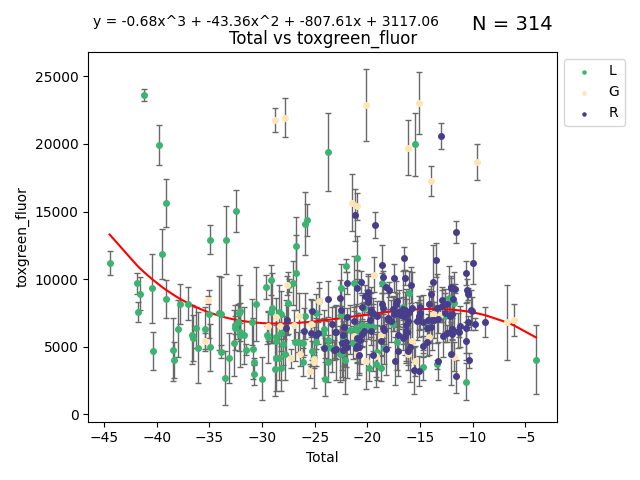 y = -0.68x^3 + -43.36x^2 + -807.61x + 3117.06
N = 314
Total vs toxgreen_fluor
25000
20000
15000
10000
5000
0
toxgreen_fluor
−45
−40
−35
−30
−25
−20
−15
−10
−5
Total
L
G
R